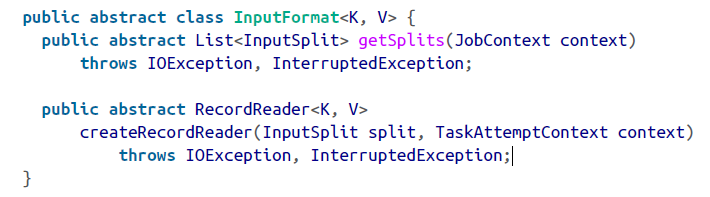 public abstract class InputFormat<K, V> {
  public abstract List<InputSplit> getSplits(JobContext context)
      throws IOException, InterruptedException;
  public abstract RecordReader<K, V>
      createRecordReader(InputSplit split, TaskAttemptContext context)
          throws IOException, InterruptedException;
}